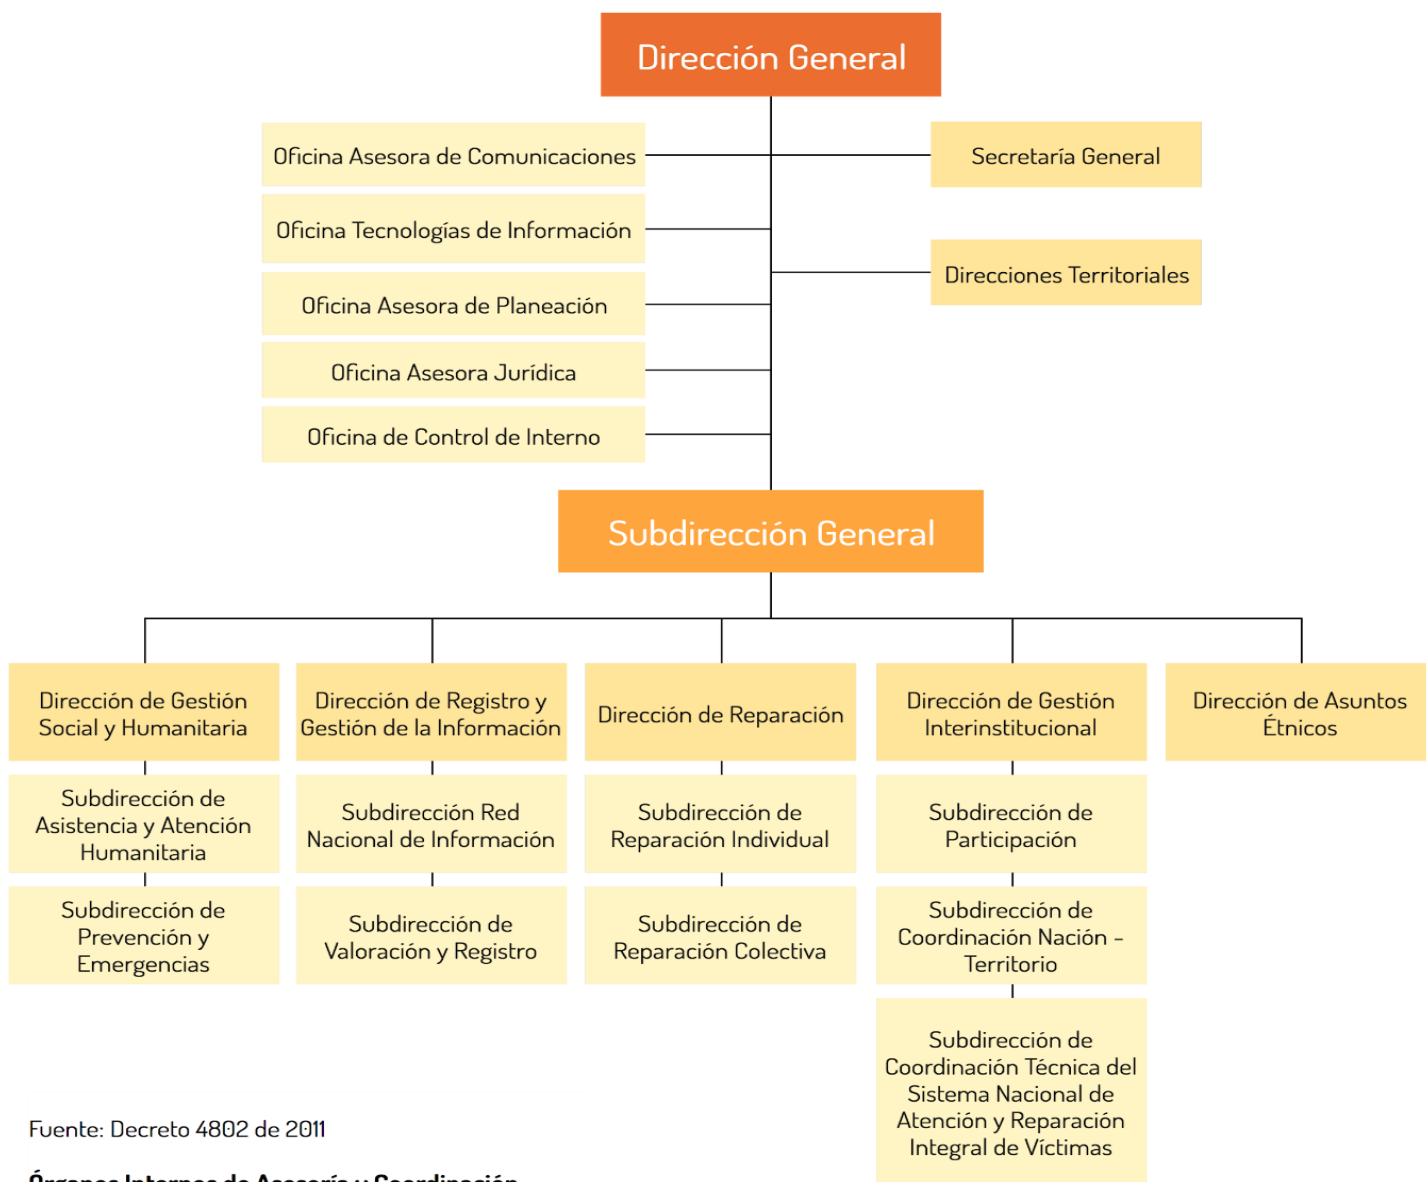 Dirección General
Oficina Asesora de Comunicaciones
Secretaría General
Oficina Tecnologías de Información
Direcciones Territoriales
Oficina Asesora de Planeación
Oficina Asesora Jurídica
Oficina de Control de Interno
Subdirección General
Dirección de Gestión
Social y Humanitaria
Subdirección de
Asistencia y Atención
Humanitaria
Subdirección de
Prevención y
Emergencias
Dirección de Registro y
Gestión de la Información
Subdirección Red
Nacional de Información
Subdirección de
Valoración y Registro
Dirección de Reparación
Subdirección de
Reparación Individual
Subdirección de
Reparación Colectiva
Dirección de Gestión
Interinstitucional
Subdirección de
Participación
Subdirección de
Coordinación Nación -
Territorio
Subdirección de
Coordinación Técnica del
Sistema Nacional de
Atención y Reparación
Integral de Víctimas
Dirección de Asuntos
Étnicos
Fuente: Decreto 4802 de 2011
Órganos Internos de Asesoría y Coordinación